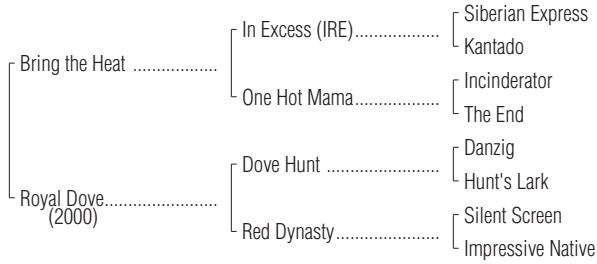 Siberian Express
In Excess (IRE)..................
Kantado
Bring the Heat ..................
Incinderator
One Hot Mama..................
The End
Danzig
Dove Hunt ........................
Hunt's Lark
Royal Dove........................
(2000)
Silent Screen
Red Dynasty......................
Impressive Native